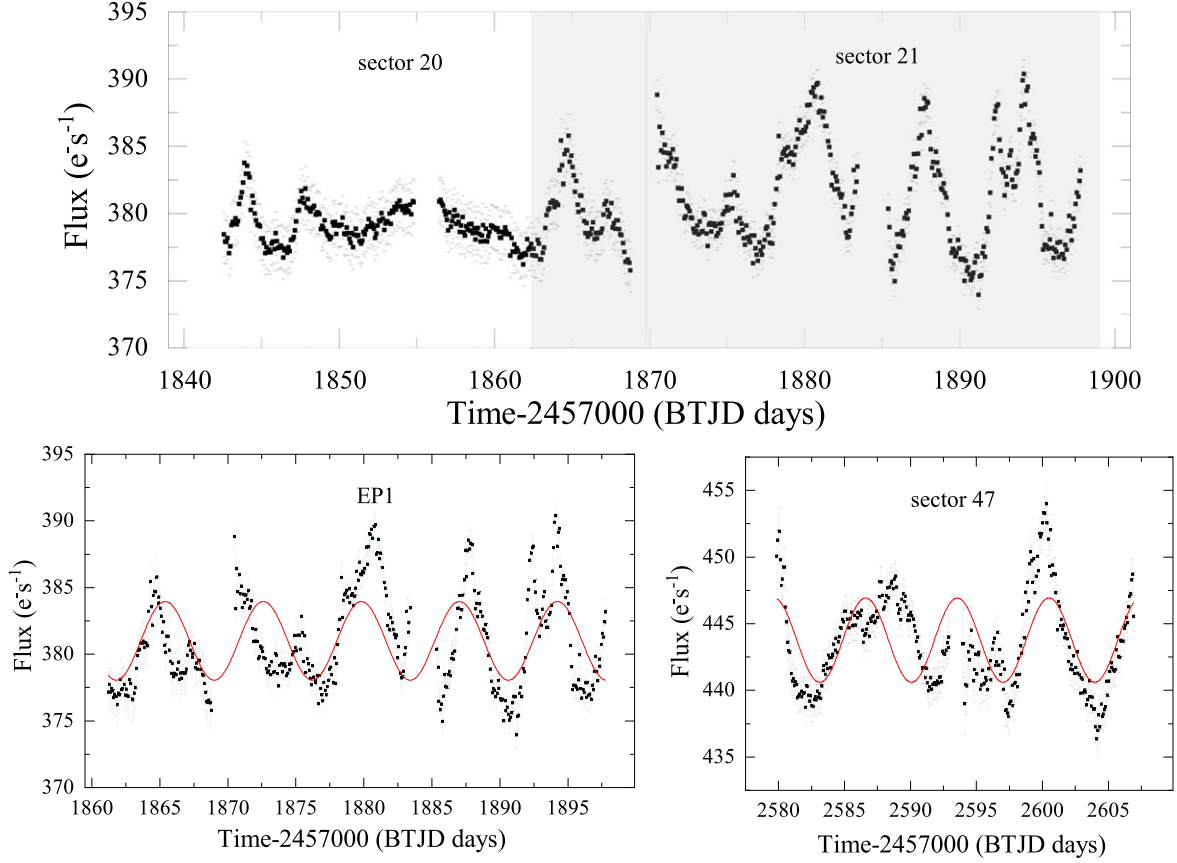 395
390
385
380
375
370
Flux (e⁻s⁻¹)
sector 20
sector 21
1840 1850 1860 1870 1880 1890 1900
Time-2457000 (BTJD days)
395
390
385
380
375
370
Flux (e⁻s⁻¹)
EP1
1860 1865 1870 1875 1880 1885 1890 1895
Time-2457000 (BTJD days)
455
450
445
440
435
Flux (e⁻s⁻¹)
sector 47
2580 2585 2590 2595 2600 2605
Time-2457000 (BTJD days)